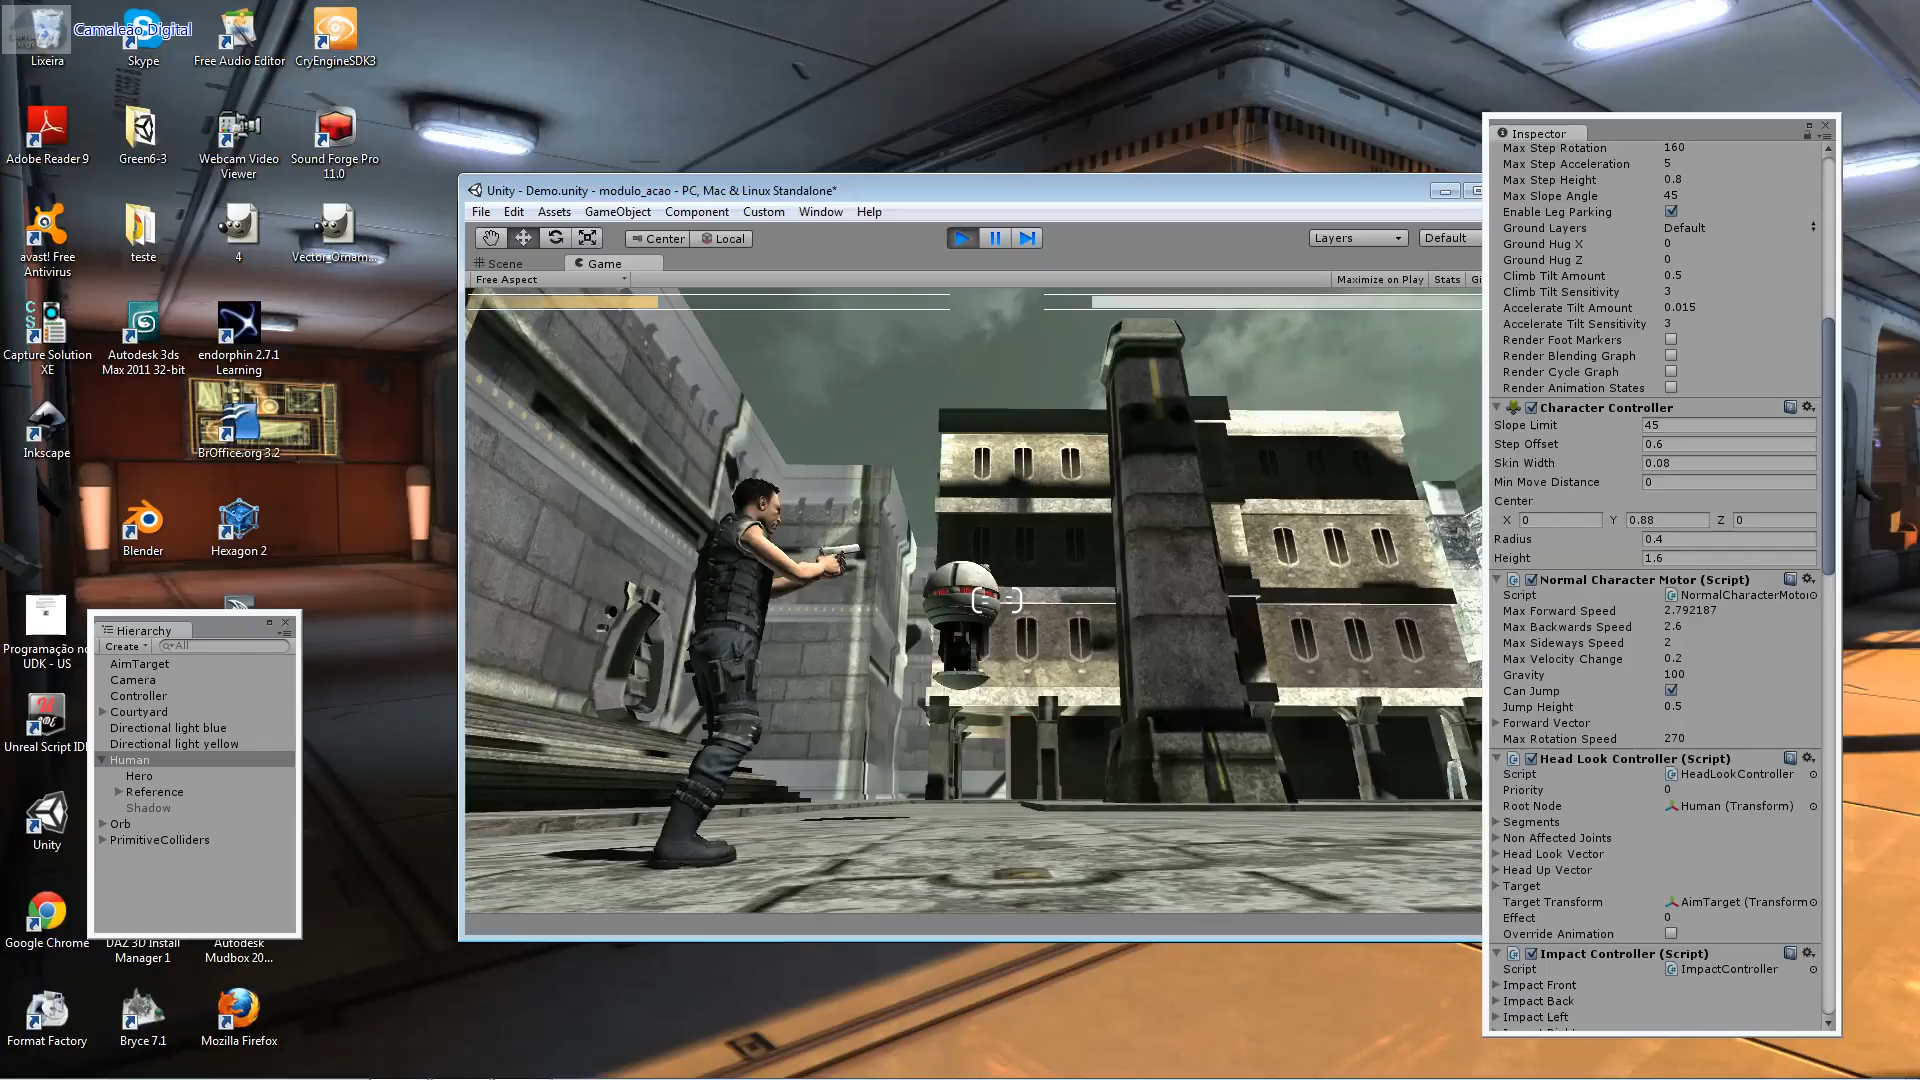 Camaleão Digital
Lixeira
Skype
Free Audio Editor
CryEngineSDK3
Adobe Reader 9
Green6-3
Webcam Video Viewer
Sound Forge Pro 11.0
avast! Free Antivirus
teste
4
Vector_Ornam...
Capture Solution XE
Autodesk 3ds Max 2011 32-bit
endorphin 2.7.1 Learning
Inkscape
BrOffice.org 3.2
Blender
Hexagon 2
Programação no UDK - US
Unreal Script IDE
Unity
Google Chrome
DAZ 3D Install Manager 1
Autodesk Mudbox 20...
Format Factory
Bryce 7.1
Mozilla Firefox
Hierarchy
Create
All
AimTarget
Camera
Controller
Courtyard
Directional light blue
Directional light yellow
Human
Hero
Reference
Shadow
Orb
PrimitiveColliders
Unity - Demo.unity - modulo_acao - PC, Mac & Linux Standalone*
File Edit Assets GameObject Component Custom Window Help
Center Local
Layers
Default
Scene
Game
Free Aspect
Maximize on Play Stats Gi
Inspector
Max Step Rotation 160
Max Step Acceleration 5
Max Step Height 0.8
Max Slope Angle 45
Enable Leg Parking
Ground Layers Default
Ground Hug X 0
Ground Hug Z 0
Climb Tilt Amount 0.5
Climb Tilt Sensitivity 3
Accelerate Tilt Amount 0.015
Accelerate Tilt Sensitivity 3
Render Foot Markers
Render Blending Graph
Render Cycle Graph
Render Animation States
Character Controller
Slope Limit 45
Step Offset 0.6
Skin Width 0.08
Min Move Distance 0
Center
X 0 Y 0.88 Z 0
Radius 0.4
Height 1.6
Normal Character Motor (Script)
Script NormalCharacterMotor
Max Forward Speed 2.792187
Max Backwards Speed 2.6
Max Sideways Speed 2
Max Velocity Change 0.2
Gravity 100
Can Jump
Jump Height 0.5
Forward Vector
Max Rotation Speed 270
Head Look Controller (Script)
Script HeadLookController
Priority 0
Root Node Human (Transform)
Segments
Non Affected Joints
Head Look Vector
Head Up Vector
Target
Target Transform AimTarget (Transform
Effect 0
Override Animation
Impact Controller (Script)
Script ImpactController
Impact Front
Impact Back
Impact Left